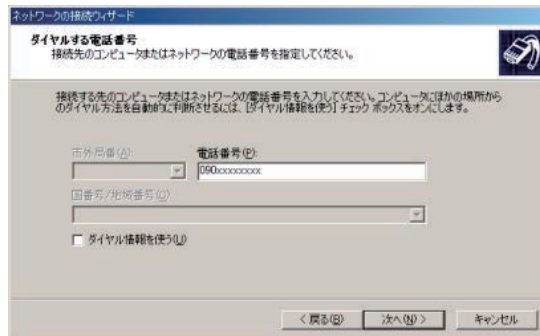 ネットワークの接続ウィザード
ダイヤルする電話番号
接続先のコンピュータまたはネットワークの電話番号を指定してください。
接続する先のコンピュータまたはネットワークの電話番号を入力してください。コンピュータにほかの場所から
のダイヤル方法を自動的に判断させるには、[ダイヤル情報を使う] チェック ボックスをオンにします。
市外局番(A):
電話番号(P):
090xxxxxxxx
国番号/地域番号(O)
ダイヤル情報を使う(U)
< 戻る(B)
次へ(N) >
キャンセル